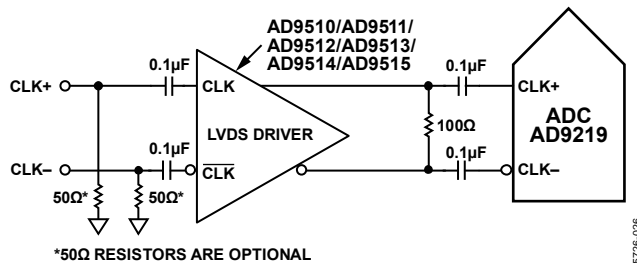 AD9510/AD9511/
AD9512/AD9513/
AD9514/AD9515
0.1µF
0.1µF
CLK+
CLK
CLK+
ADC
AD9219
LVDS DRIVER
100Ω
0.1µF
0.1µF
CLK–
CLK
CLK–
50Ω*
50Ω*
*50Ω RESISTORS ARE OPTIONAL